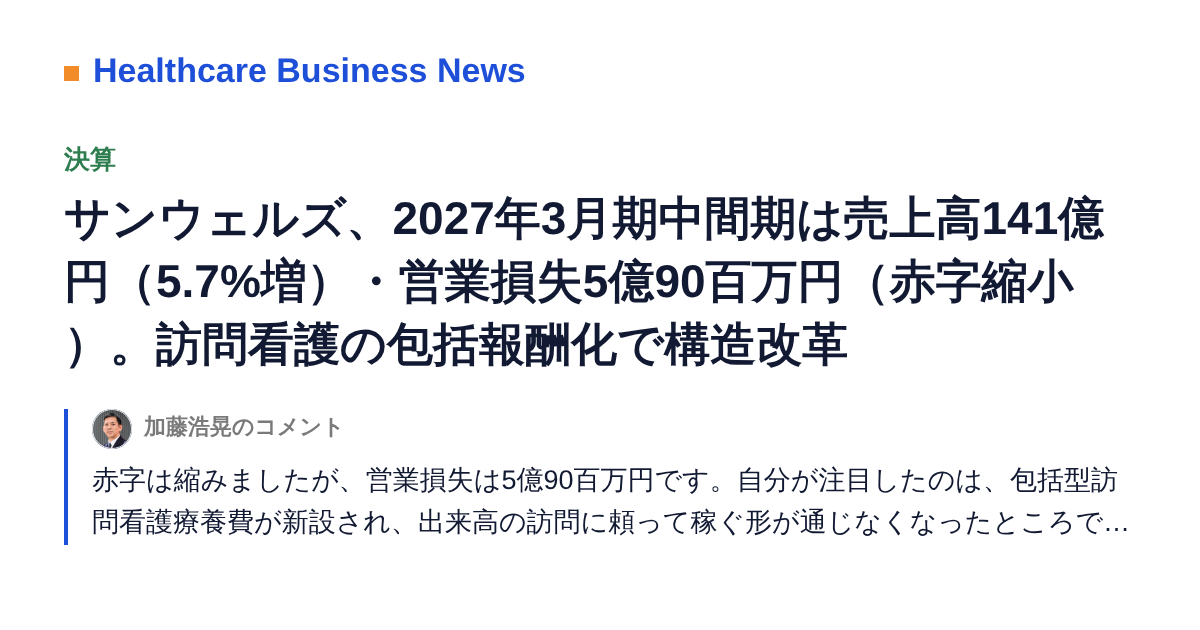 Healthcare Business News
決算
サンウェルズ、2027年3月期中間期は売上高141億
円（5.7%増）・営業損失5億90百万円（赤字縮小
）。訪問看護の包括報酬化で構造改革
加藤浩晃のコメント
赤字は縮みましたが、営業損失は5億90百万円です。自分が注目したのは、包括型訪
問看護療養費が新設され、出来高の訪問に頼って稼ぐ形が通じなくなったところで…